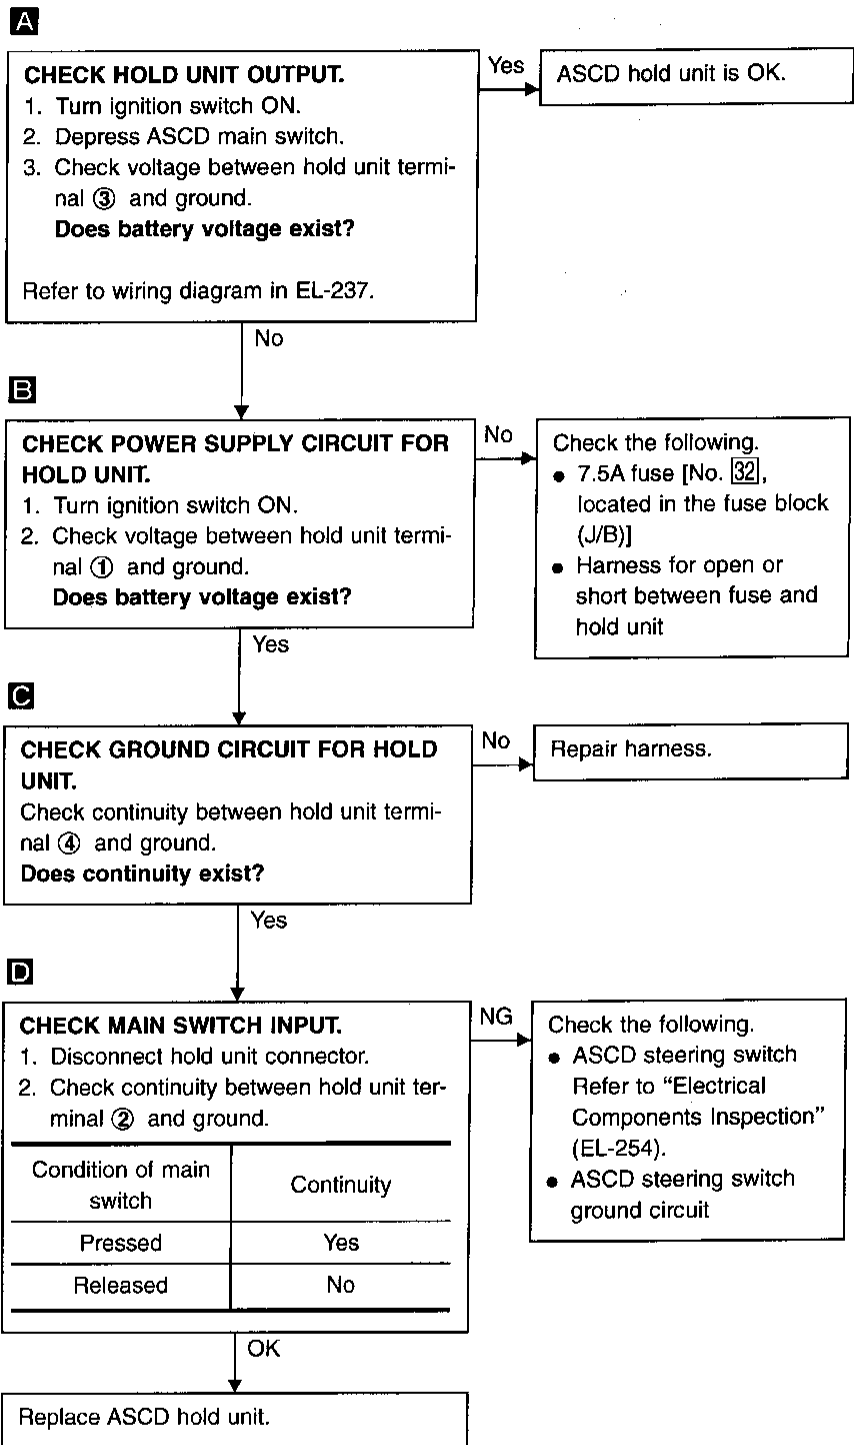 A
CHECK HOLD UNIT OUTPUT.
1. Turn ignition switch ON.
2. Depress ASCD main switch.
3. Check voltage between hold unit termi-
nal ③ and ground.
Does battery voltage exist?
Refer to wiring diagram in EL-237.
Yes
ASCD hold unit is OK.
No
B
CHECK POWER SUPPLY CIRCUIT FOR
HOLD UNIT.
1. Turn ignition switch ON.
2. Check voltage between hold unit termi-
nal ① and ground.
Does battery voltage exist?
No
Check the following.
● 7.5A fuse [No. 32,
located in the fuse block
(J/B)]
● Harness for open or
short between fuse and
hold unit
Yes
C
CHECK GROUND CIRCUIT FOR HOLD
UNIT.
Check continuity between hold unit termi-
nal ④ and ground.
Does continuity exist?
No
Repair harness.
Yes
D
CHECK MAIN SWITCH INPUT.
1. Disconnect hold unit connector.
2. Check continuity between hold unit ter-
minal ② and ground.
Condition of main
switch
Continuity
Pressed
Yes
Released
No
NG
Check the following.
● ASCD steering switch
Refer to “Electrical
Components Inspection”
(EL-254).
● ASCD steering switch
ground circuit
OK
Replace ASCD hold unit.